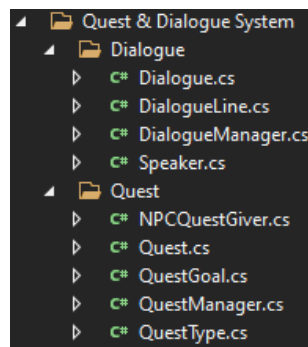 Quest & Dialogue System
Dialogue
C# Dialogue.cs
C# DialogueLine.cs
C# DialogueManager.cs
C# Speaker.cs
Quest
C# NPCQuestGiver.cs
C# Quest.cs
C# QuestGoal.cs
C# QuestManager.cs
C# QuestType.cs